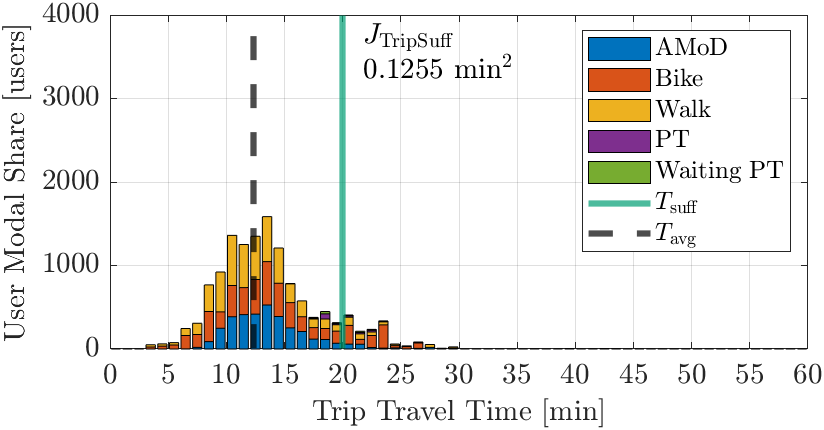 4000
3000
2000
1000
0
User Modal Share [users]
J_TripSuff
0.1255 min²
AMoD
Bike
Walk
PT
Waiting PT
T_suff
T_avg
0 5 10 15 20 25 30 35 40 45 50 55 60
Trip Travel Time [min]